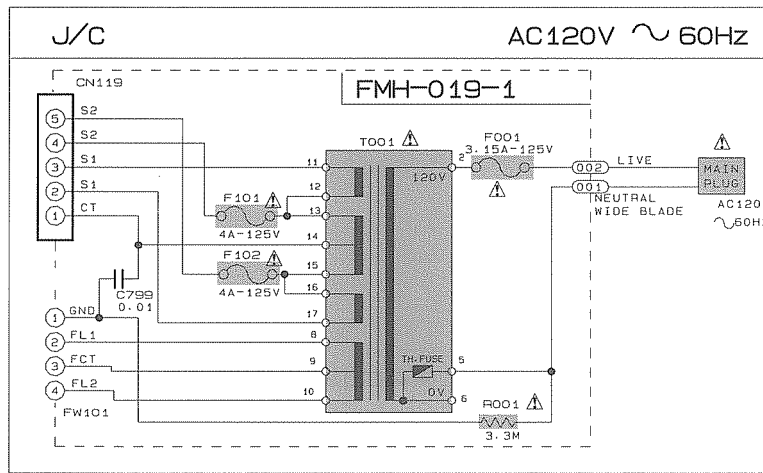 J/C
AC120V 60Hz
CN119
FMH-019-1
5 S2
4 S2
3 S1
2 S1
1 CT
T001
F001
3.15A-125V
2
120V
002 LIVE
001
NEUTRAL
WIDE BLADE
MAIN
PLUG
AC120
60H
11
12
13
14
15
16
17
8
9
10
F101
4A-125V
F102
4A-125V
C799
0.01
1 GND
2 FL1
3 FCT
4 FL2
FW101
TH.FUSE
5
0V
6
R001
3.3M